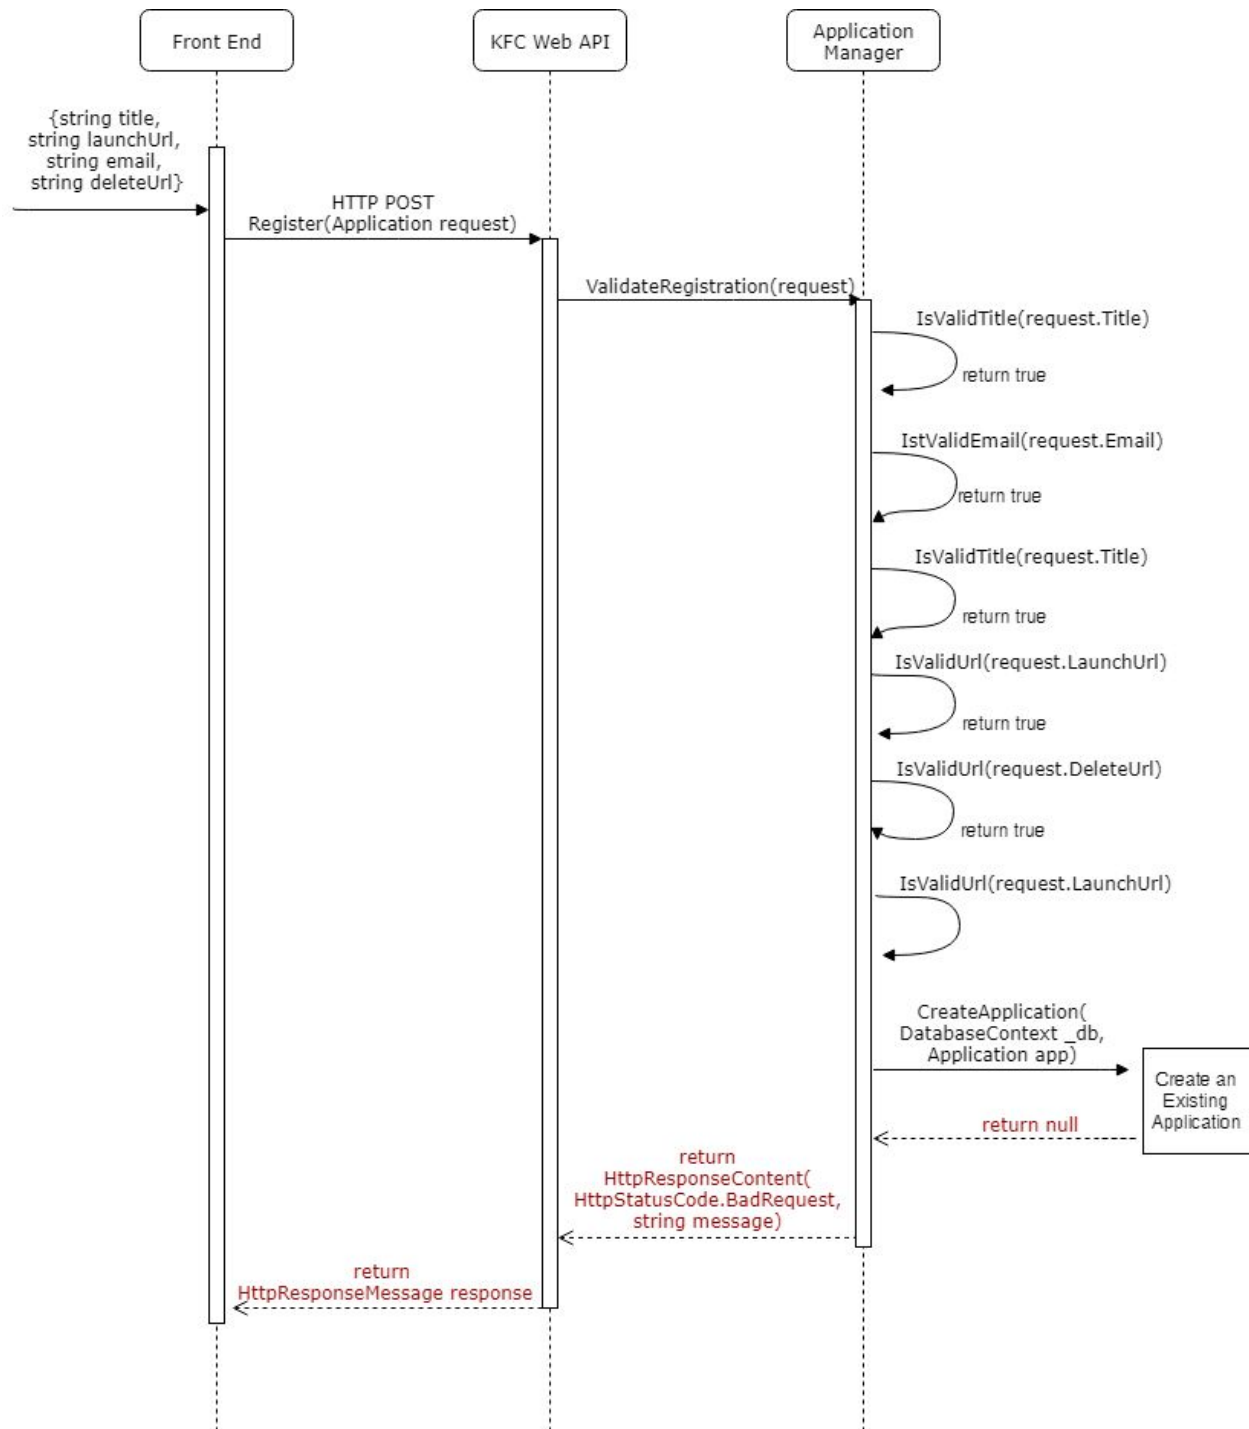 Front End
KFC Web API
Application
Manager
{string title,
string launchUrl,
string email,
string deleteUrl}
HTTP POST
Register(Application request)
ValidateRegistration(request)
IsValidTitle(request.Title)
return true
IstValidEmail(request.Email)
return true
IsValidTitle(request.Title)
return true
IsValidUrl(request.LaunchUrl)
return true
IsValidUrl(request.DeleteUrl)
return true
IsValidUrl(request.LaunchUrl)
CreateApplication(
DatabaseContext _db,
Application app)
Create an
Existing
Application
return null
return
HttpResponseContent(
HttpStatusCode.BadRequest,
string message)
return
HttpResponseMessage response